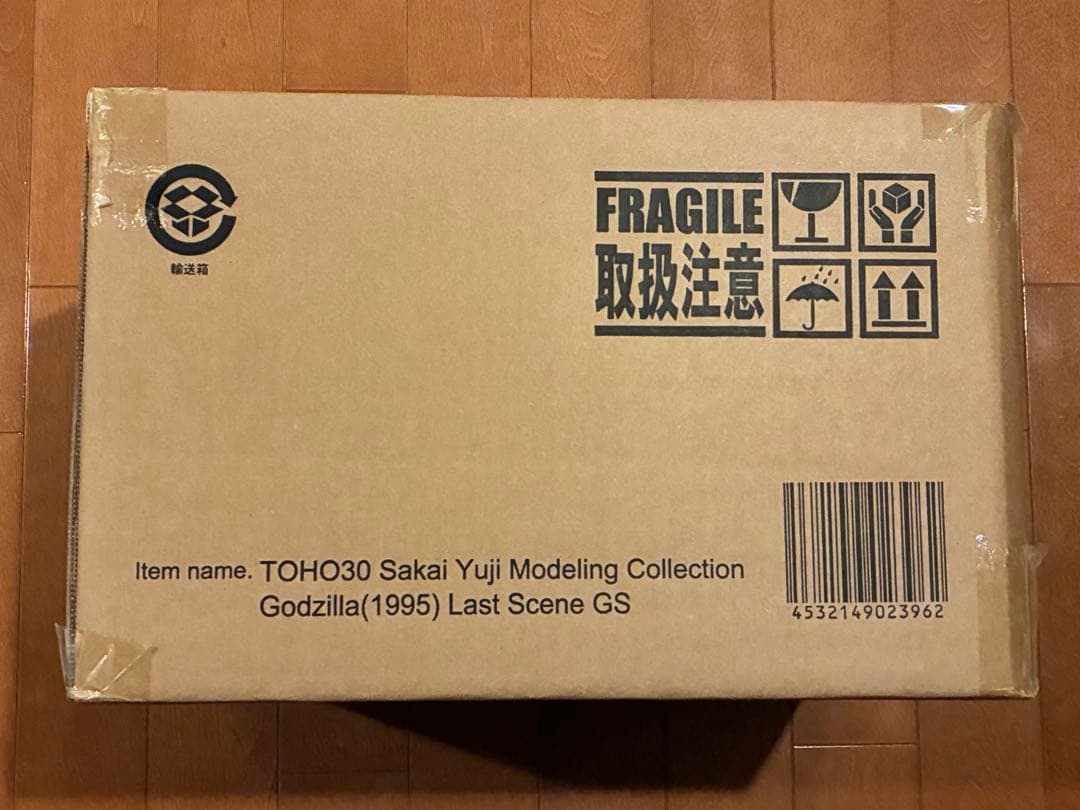 輸送箱
FRAGILE
取扱注意
Item name. TOHO30 Sakai Yuji Modeling Collection
Godzilla(1995) Last Scene GS
4532149023962